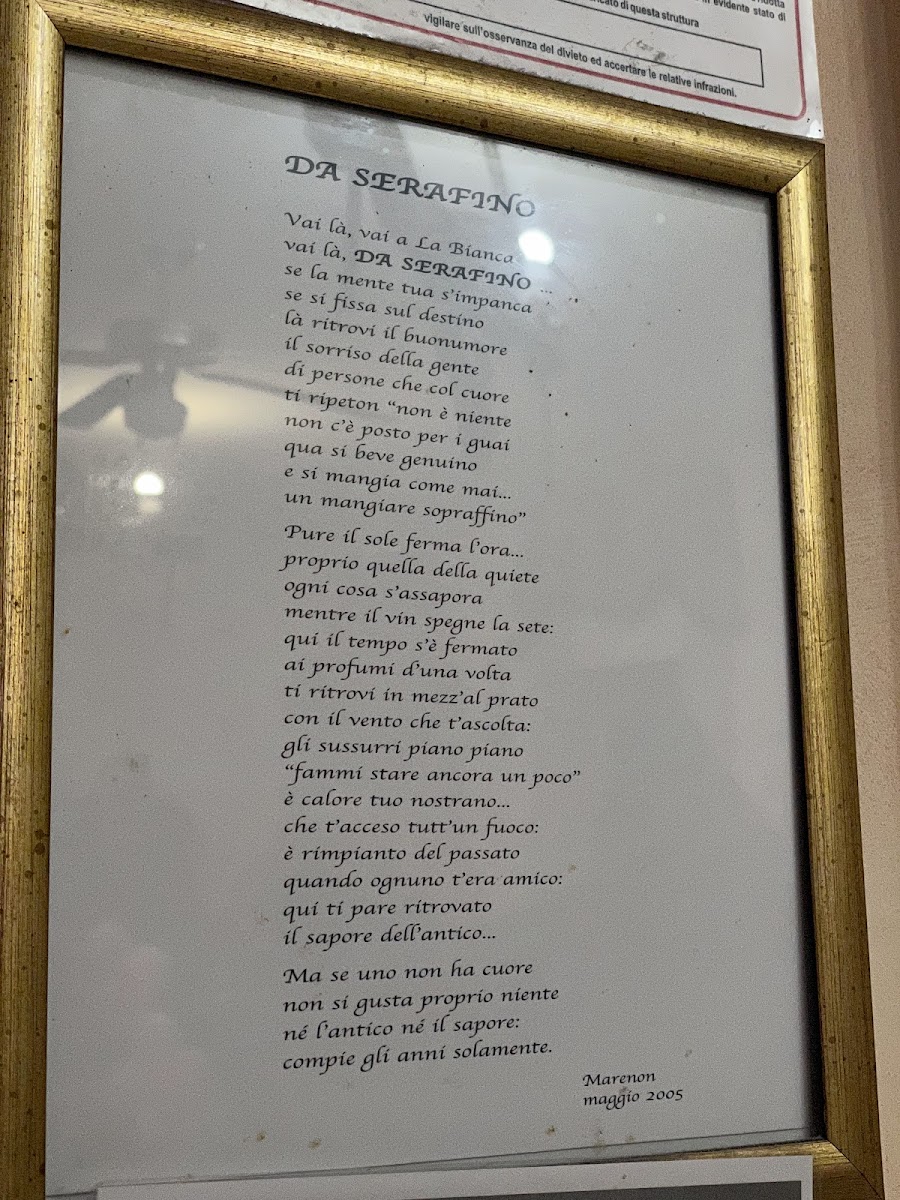 evidente stato di
di questa struttura
vigilare sull'osservanza del divieto ed accertare le relative infrazioni.
DA SERAFINO
Vai là, vai a La Bianca
vai là, DA SERAFINO ...
se la mente tua s'impanca
se si fissa sul destino
là ritrovi il buonumore
il sorriso della gente
di persone che col cuore
ti ripeton “non è niente
non c'è posto per i guai
qua si beve genuino
e si mangia come mai...
un mangiare sopraffino”
Pure il sole ferma l'ora...
proprio quella della quiete
ogni cosa s'assapora
mentre il vin spegne la sete:
qui il tempo s'è fermato
ai profumi d'una volta
ti ritrovi in mezz'al prato
con il vento che t'ascolta:
gli sussurri piano piano
“fammi stare ancora un poco”
è calore tuo nostrano...
che t'acceso tutt'un fuoco:
è rimpianto del passato
quando ognuno t'era amico:
qui ti pare ritrovato
il sapore dell'antico...
Ma se uno non ha cuore
non si gusta proprio niente
né l'antico né il sapore:
compie gli anni solamente.
Marenon
maggio 2005